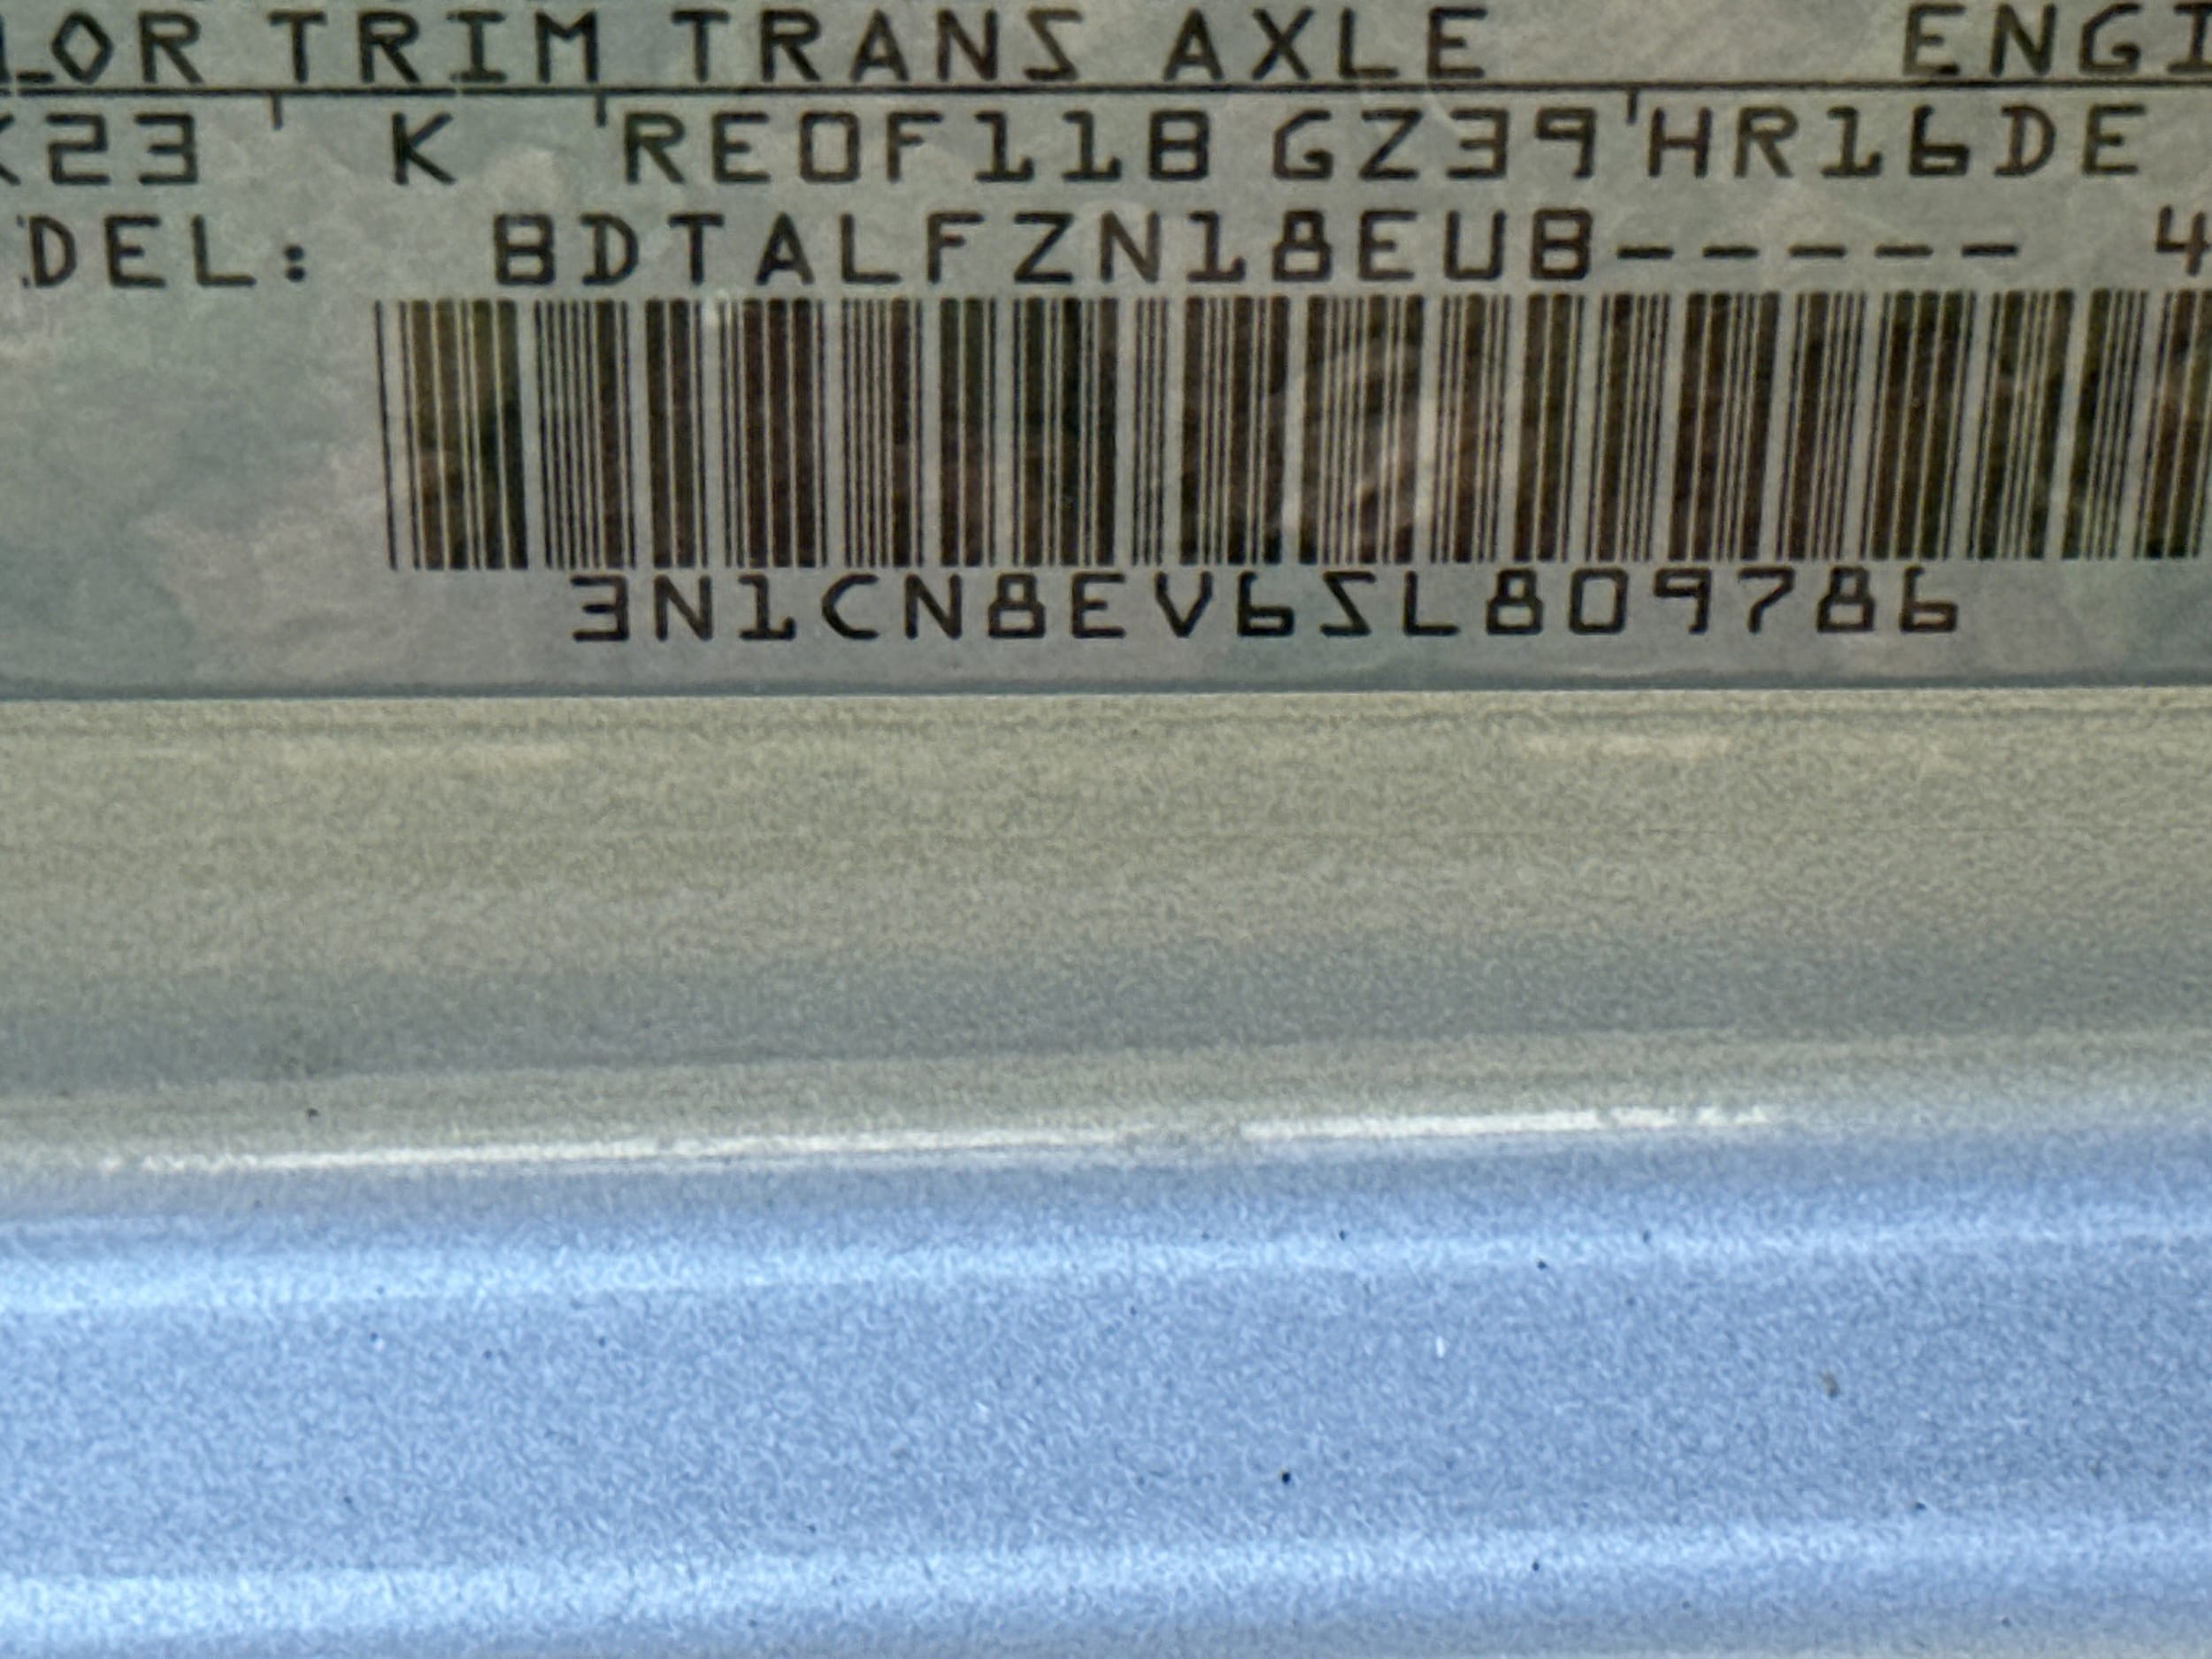 LOR TRIM TRANS AXLE ENGI
K23 K RE0F11B GZ39 HR16DE
DEL: BDTALFZN18EUB----- 4
3N1CN8EV6SL809786